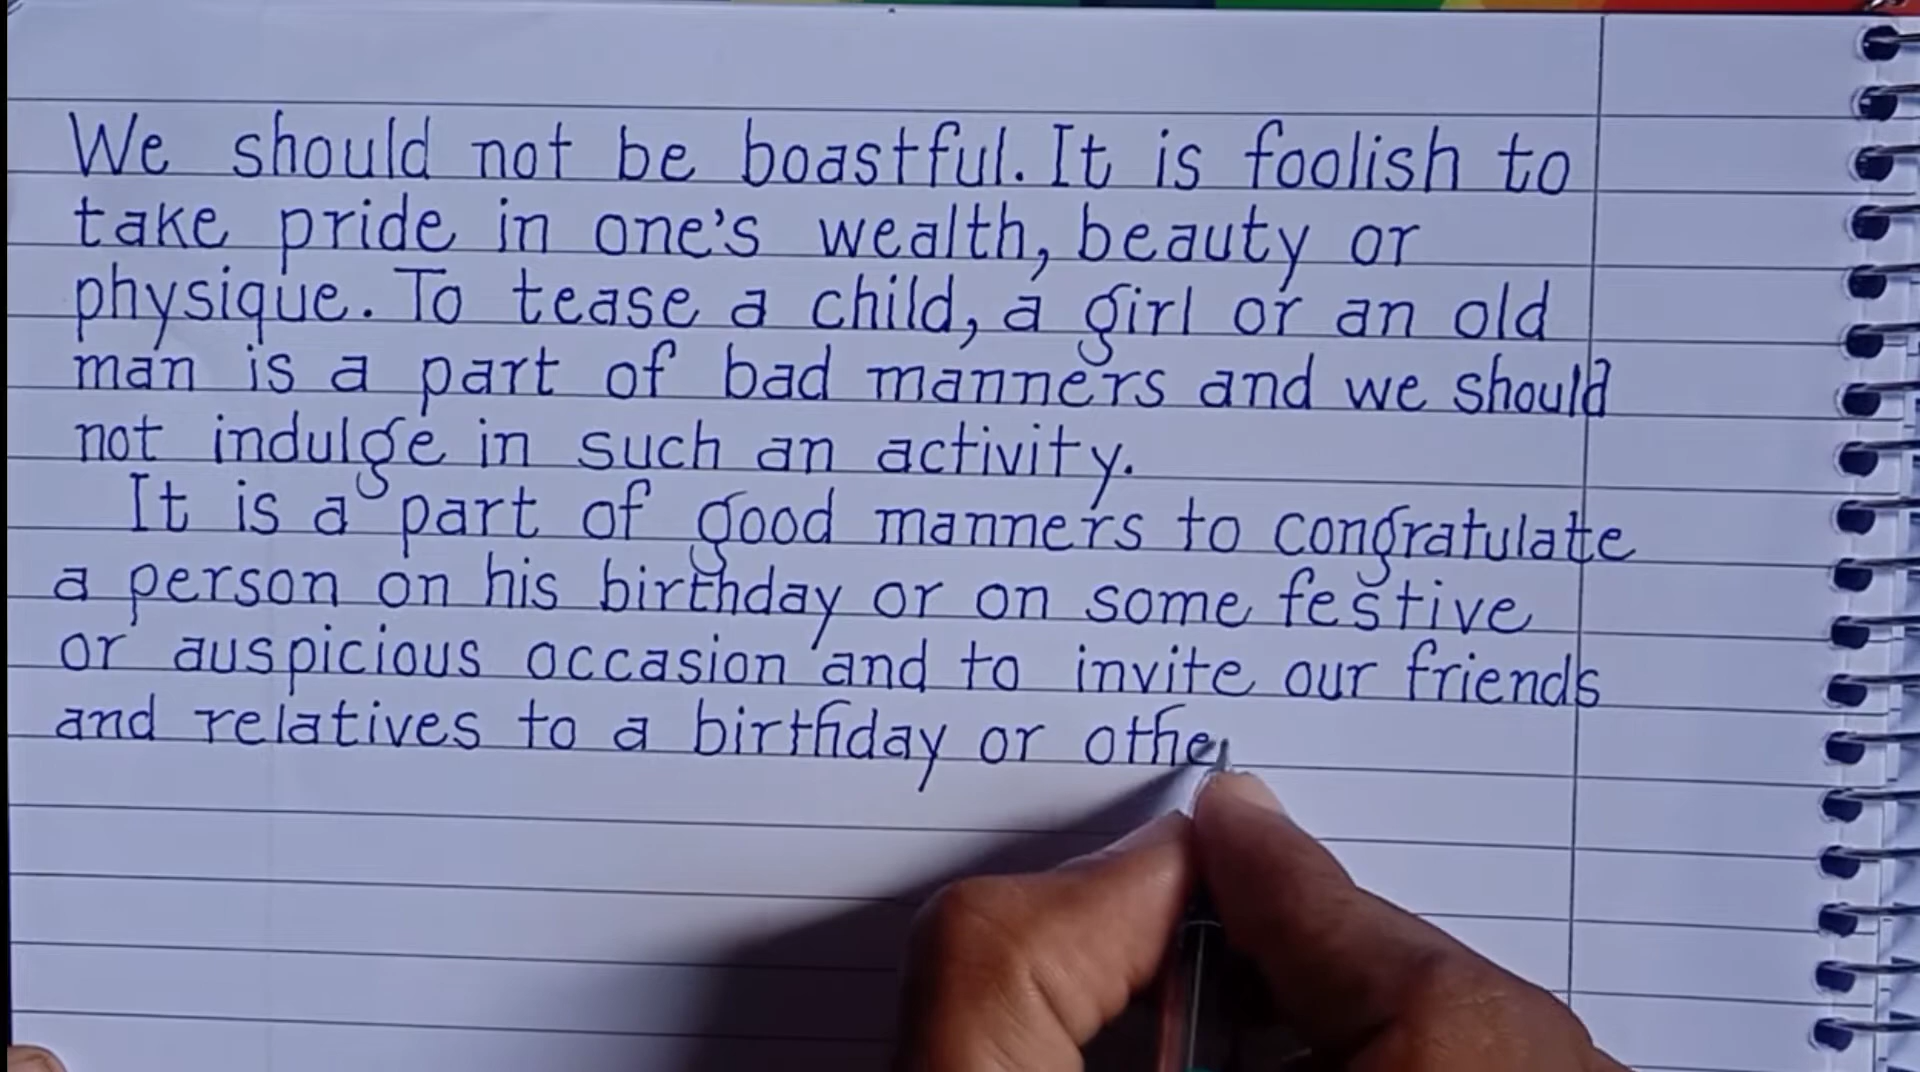 We should not be boastful. It is foolish to
take pride in one's wealth, beauty or
physique. To tease a child, a girl or an old
man is a part of bad manners and we should
not indulge in such an activity.
It is a part of good manners to congratulate
a person on his birthday or on some festive
or auspicious occasion and to invite our friends
and relatives to a birthday or othe